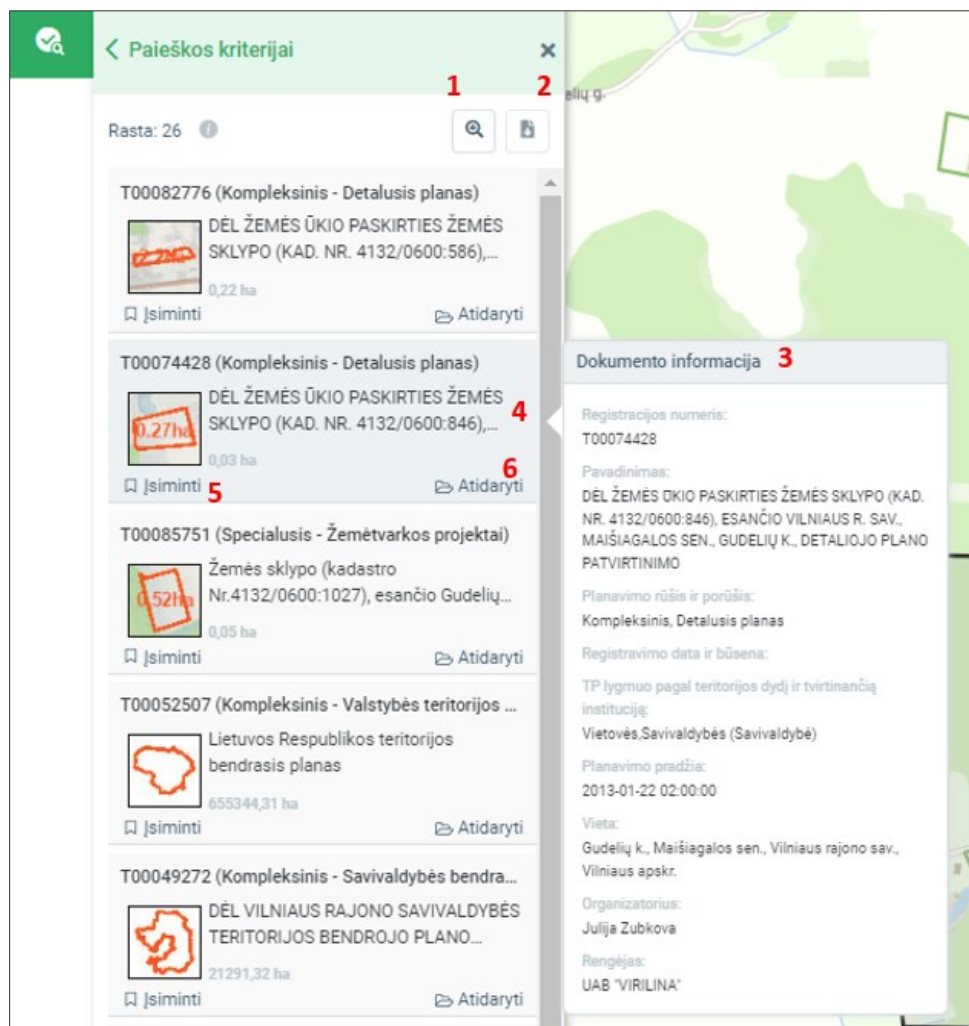 Paieškos kriterijai
1
2
elių g.
Rasta: 26
T00082776 (Kompleksinis - Detalusis planas)
DĖL ŽEMĖS ŪKIO PASKIRTIES ŽEMĖS
SKLYPO (KAD. NR. 4132/0600:586),...
0,22 ha
Įsiminti
Atidaryti
T00074428 (Kompleksinis - Detalusis planas)
DĖL ŽEMĖS ŪKIO PASKIRTIES ŽEMĖS
SKLYPO (KAD. NR. 4132/0600:846),...
4
0.27ha
0,03 ha
Įsiminti
5
6
Atidaryti
T00085751 (Specialusis - Žemėtvarkos projektai)
Žemės sklypo (kadastro
Nr.4132/0600:1027), esančio Gudelių...
0,52ha
0,05 ha
Įsiminti
Atidaryti
T00052507 (Kompleksinis - Valstybės teritorijos ...
Lietuvos Respublikos teritorijos
bendrasis planas
655344,31 ha
Įsiminti
Atidaryti
T00049272 (Kompleksinis - Savivaldybės bendra...
DĖL VILNIAUS RAJONO SAVIVALDYBĖS
TERITORIJOS BENDROJO PLANO...
21291,32 ha
Įsiminti
Atidaryti
Dokumento informacija
3
Registracijos numeris:
T00074428
Pavadinimas:
DĖL ŽEMĖS ŪKIO PASKIRTIES ŽEMĖS SKLYPO (KAD.
NR. 4132/0600:846), ESANČIO VILNIAUS R. SAV.,
MAIŠIAGALOS SEN., GUDELIŲ K., DETALIOJO PLANO
PATVIRTINIMO
Planavimo rūšis ir porūšis:
Kompleksinis, Detalusis planas
Registravimo data ir būsena:
TP lygmuo pagal teritorijos dydį ir tvirtinančią
instituciją:
Vietovės,Savivaldybės (Savivaldybė)
Planavimo pradžia:
2013-01-22 02:00:00
Vieta:
Gudelių k., Maišiagalos sen., Vilniaus rajono sav.,
Vilniaus apskr.
Organizatorius:
Julija Zubkova
Rengėjas:
UAB "VIRILINA"